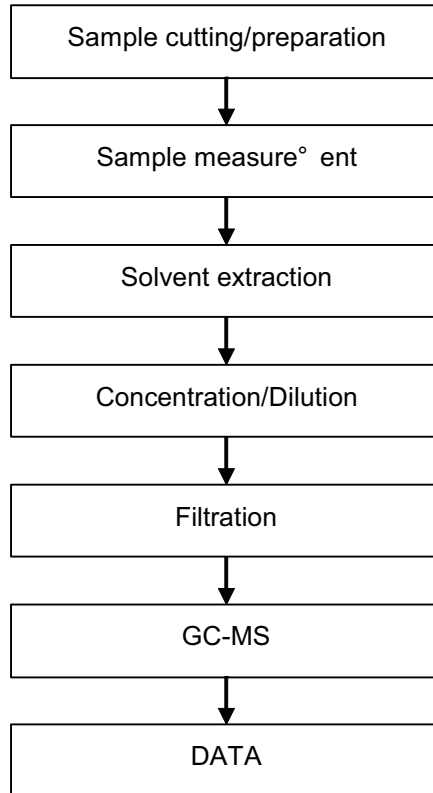 Sample cutting/preparation
Sample measure° ent
Solvent extraction
Concentration/Dilution
Filtration
GC-MS
DATA